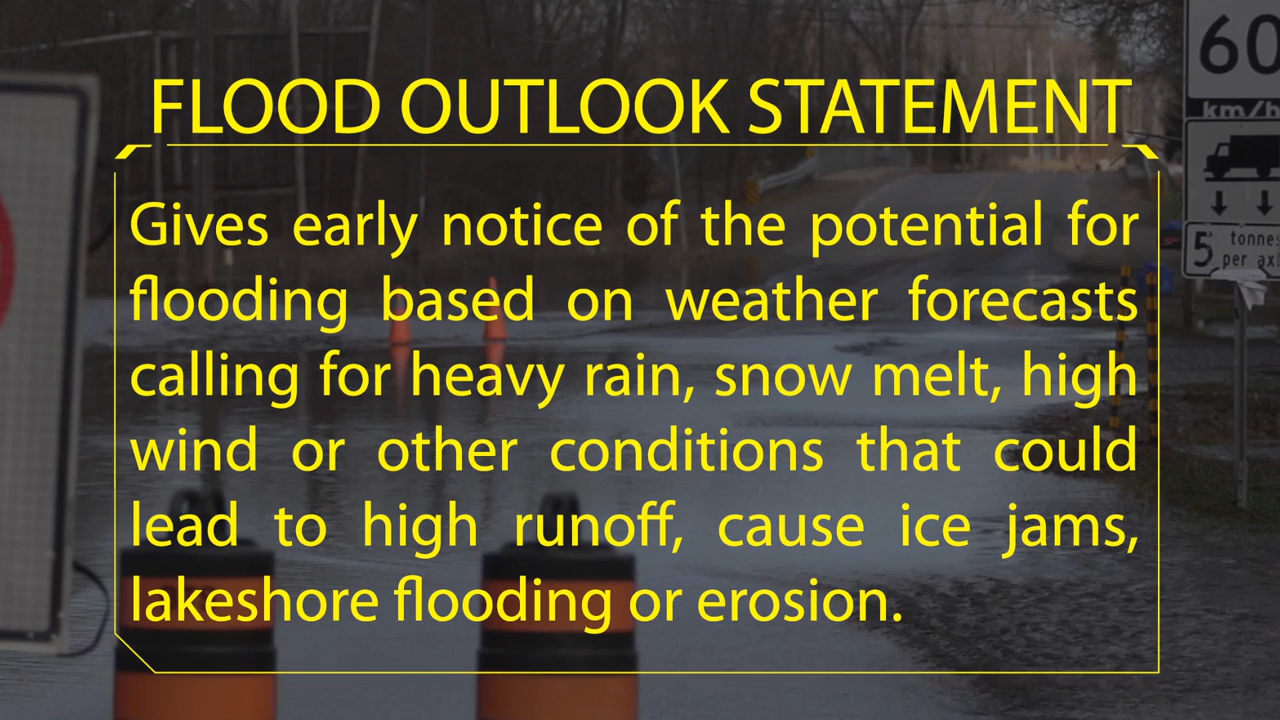 FLOOD OUTLOOK STATEMENT
Gives early notice of the potential for
flooding based on weather forecasts
calling for heavy rain, snow melt, high
wind or other conditions that could
lead to high runoff, cause ice jams,
lakeshore flooding or erosion.
60
km/h
5 tonnes
per axle